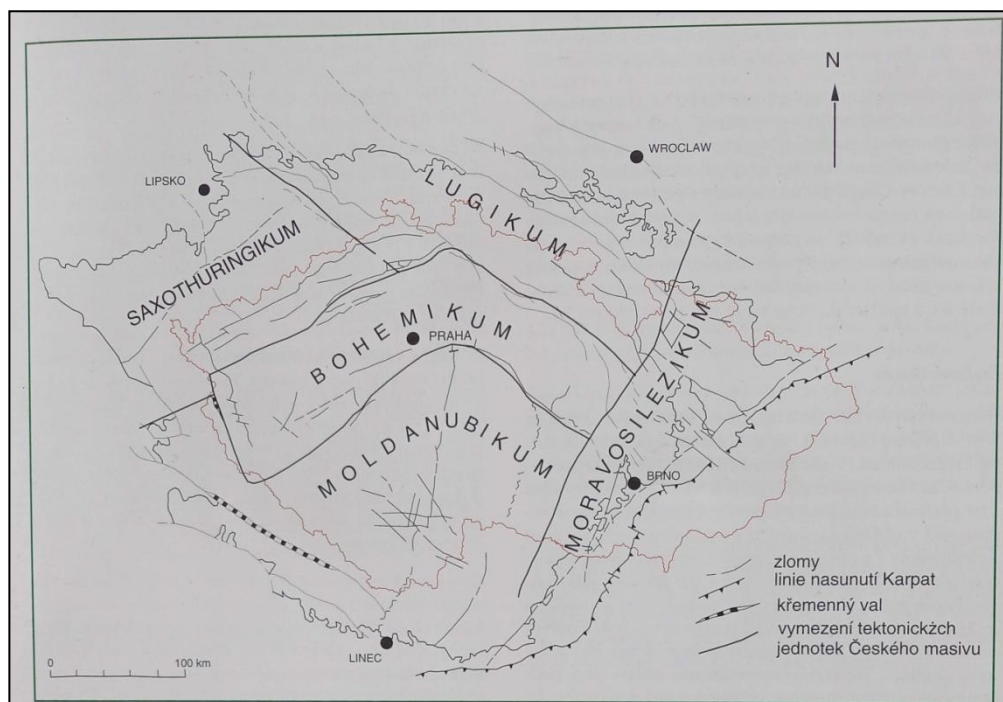 N
WROCLAW
LIPSKO
LUGIKUM
SAXOTHURINGIKUM
BOHEMIKUM
PRAHA
MORAVOSILEZIKUM
MOLDANUBIKUM
BRNO
LINEC
0 100 km
zlomy
linie nasunutí Karpat
křemenný val
vymezení tektonickżch
jednotek Českého masivu